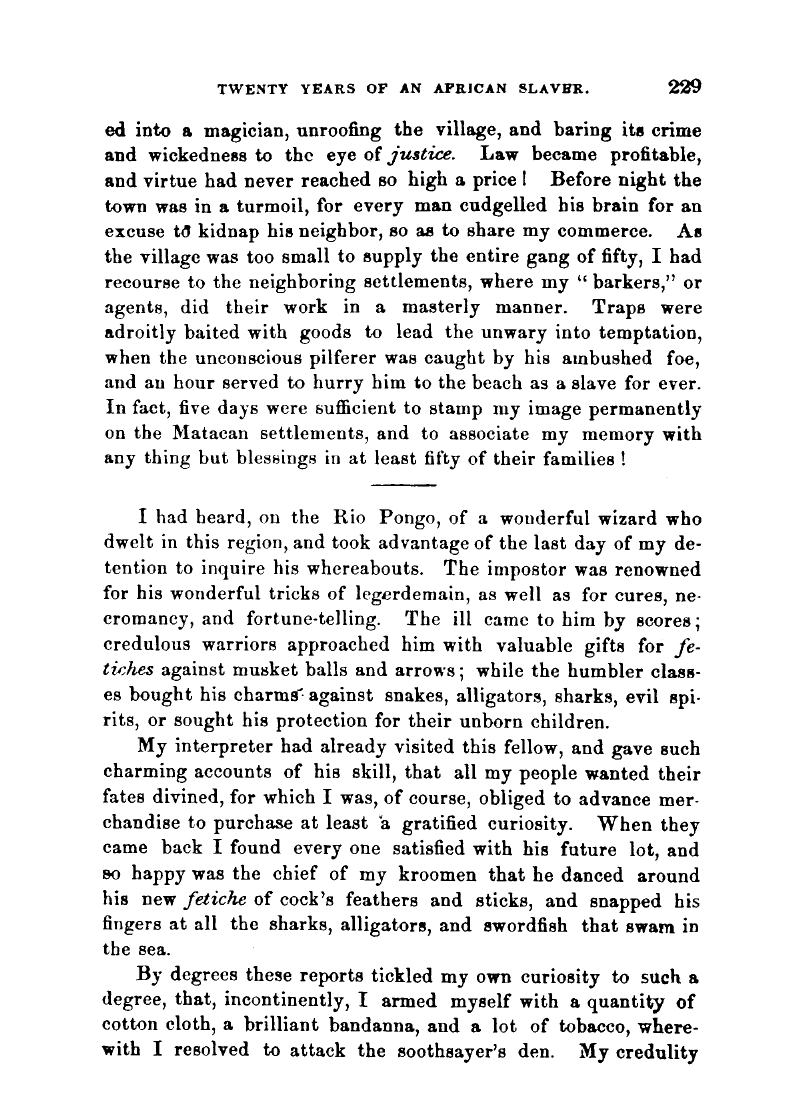 TWENTY YEARS OF AN AFRICAN SLAVER. 229
ed into a magician, unroofing the village, and baring its crime
and wickedness to the eye of justice. Law became profitable,
and virtue had never reached so high a price! Before night the
town was in a turmoil, for every man cudgelled his brain for an
excuse to kidnap his neighbor, so as to share my commerce. As
the village was too small to supply the entire gang of fifty, I had
recourse to the neighboring settlements, where my “ barkers,” or
agents, did their work in a masterly manner. Traps were
adroitly baited with goods to lead the unwary into temptation,
when the unconscious pilferer was caught by his ambushed foe,
and an hour served to hurry him to the beach as a slave for ever.
In fact, five days were sufficient to stamp my image permanently
on the Matacan settlements, and to associate my memory with
any thing but blessings in at least fifty of their families !
I had heard, on the Rio Pongo, of a wonderful wizard who
dwelt in this region, and took advantage of the last day of my de-
tention to inquire his whereabouts. The impostor was renowned
for his wonderful tricks of legerdemain, as well as for cures, ne-
cromancy, and fortune-telling. The ill came to him by scores ;
credulous warriors approached him with valuable gifts for fe-
tiches against musket balls and arrows ; while the humbler class-
es bought his charms against snakes, alligators, sharks, evil spi-
rits, or sought his protection for their unborn children.
My interpreter had already visited this fellow, and gave such
charming accounts of his skill, that all my people wanted their
fates divined, for which I was, of course, obliged to advance mer-
chandise to purchase at least a gratified curiosity. When they
came back I found every one satisfied with his future lot, and
so happy was the chief of my kroomen that he danced around
his new fetiche of cock’s feathers and sticks, and snapped his
fingers at all the sharks, alligators, and swordfish that swam in
the sea.
By degrees these reports tickled my own curiosity to such a
degree, that, incontinently, I armed myself with a quantity of
cotton cloth, a brilliant bandanna, and a lot of tobacco, where-
with I resolved to attack the soothsayer’s den. My credulity